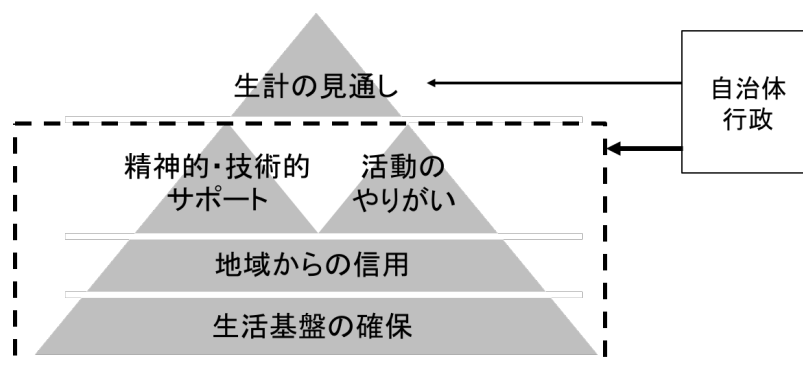 生計の見通し
自治体
行政
精神的・技術的
サポート
活動の
やりがい
地域からの信用
生活基盤の確保